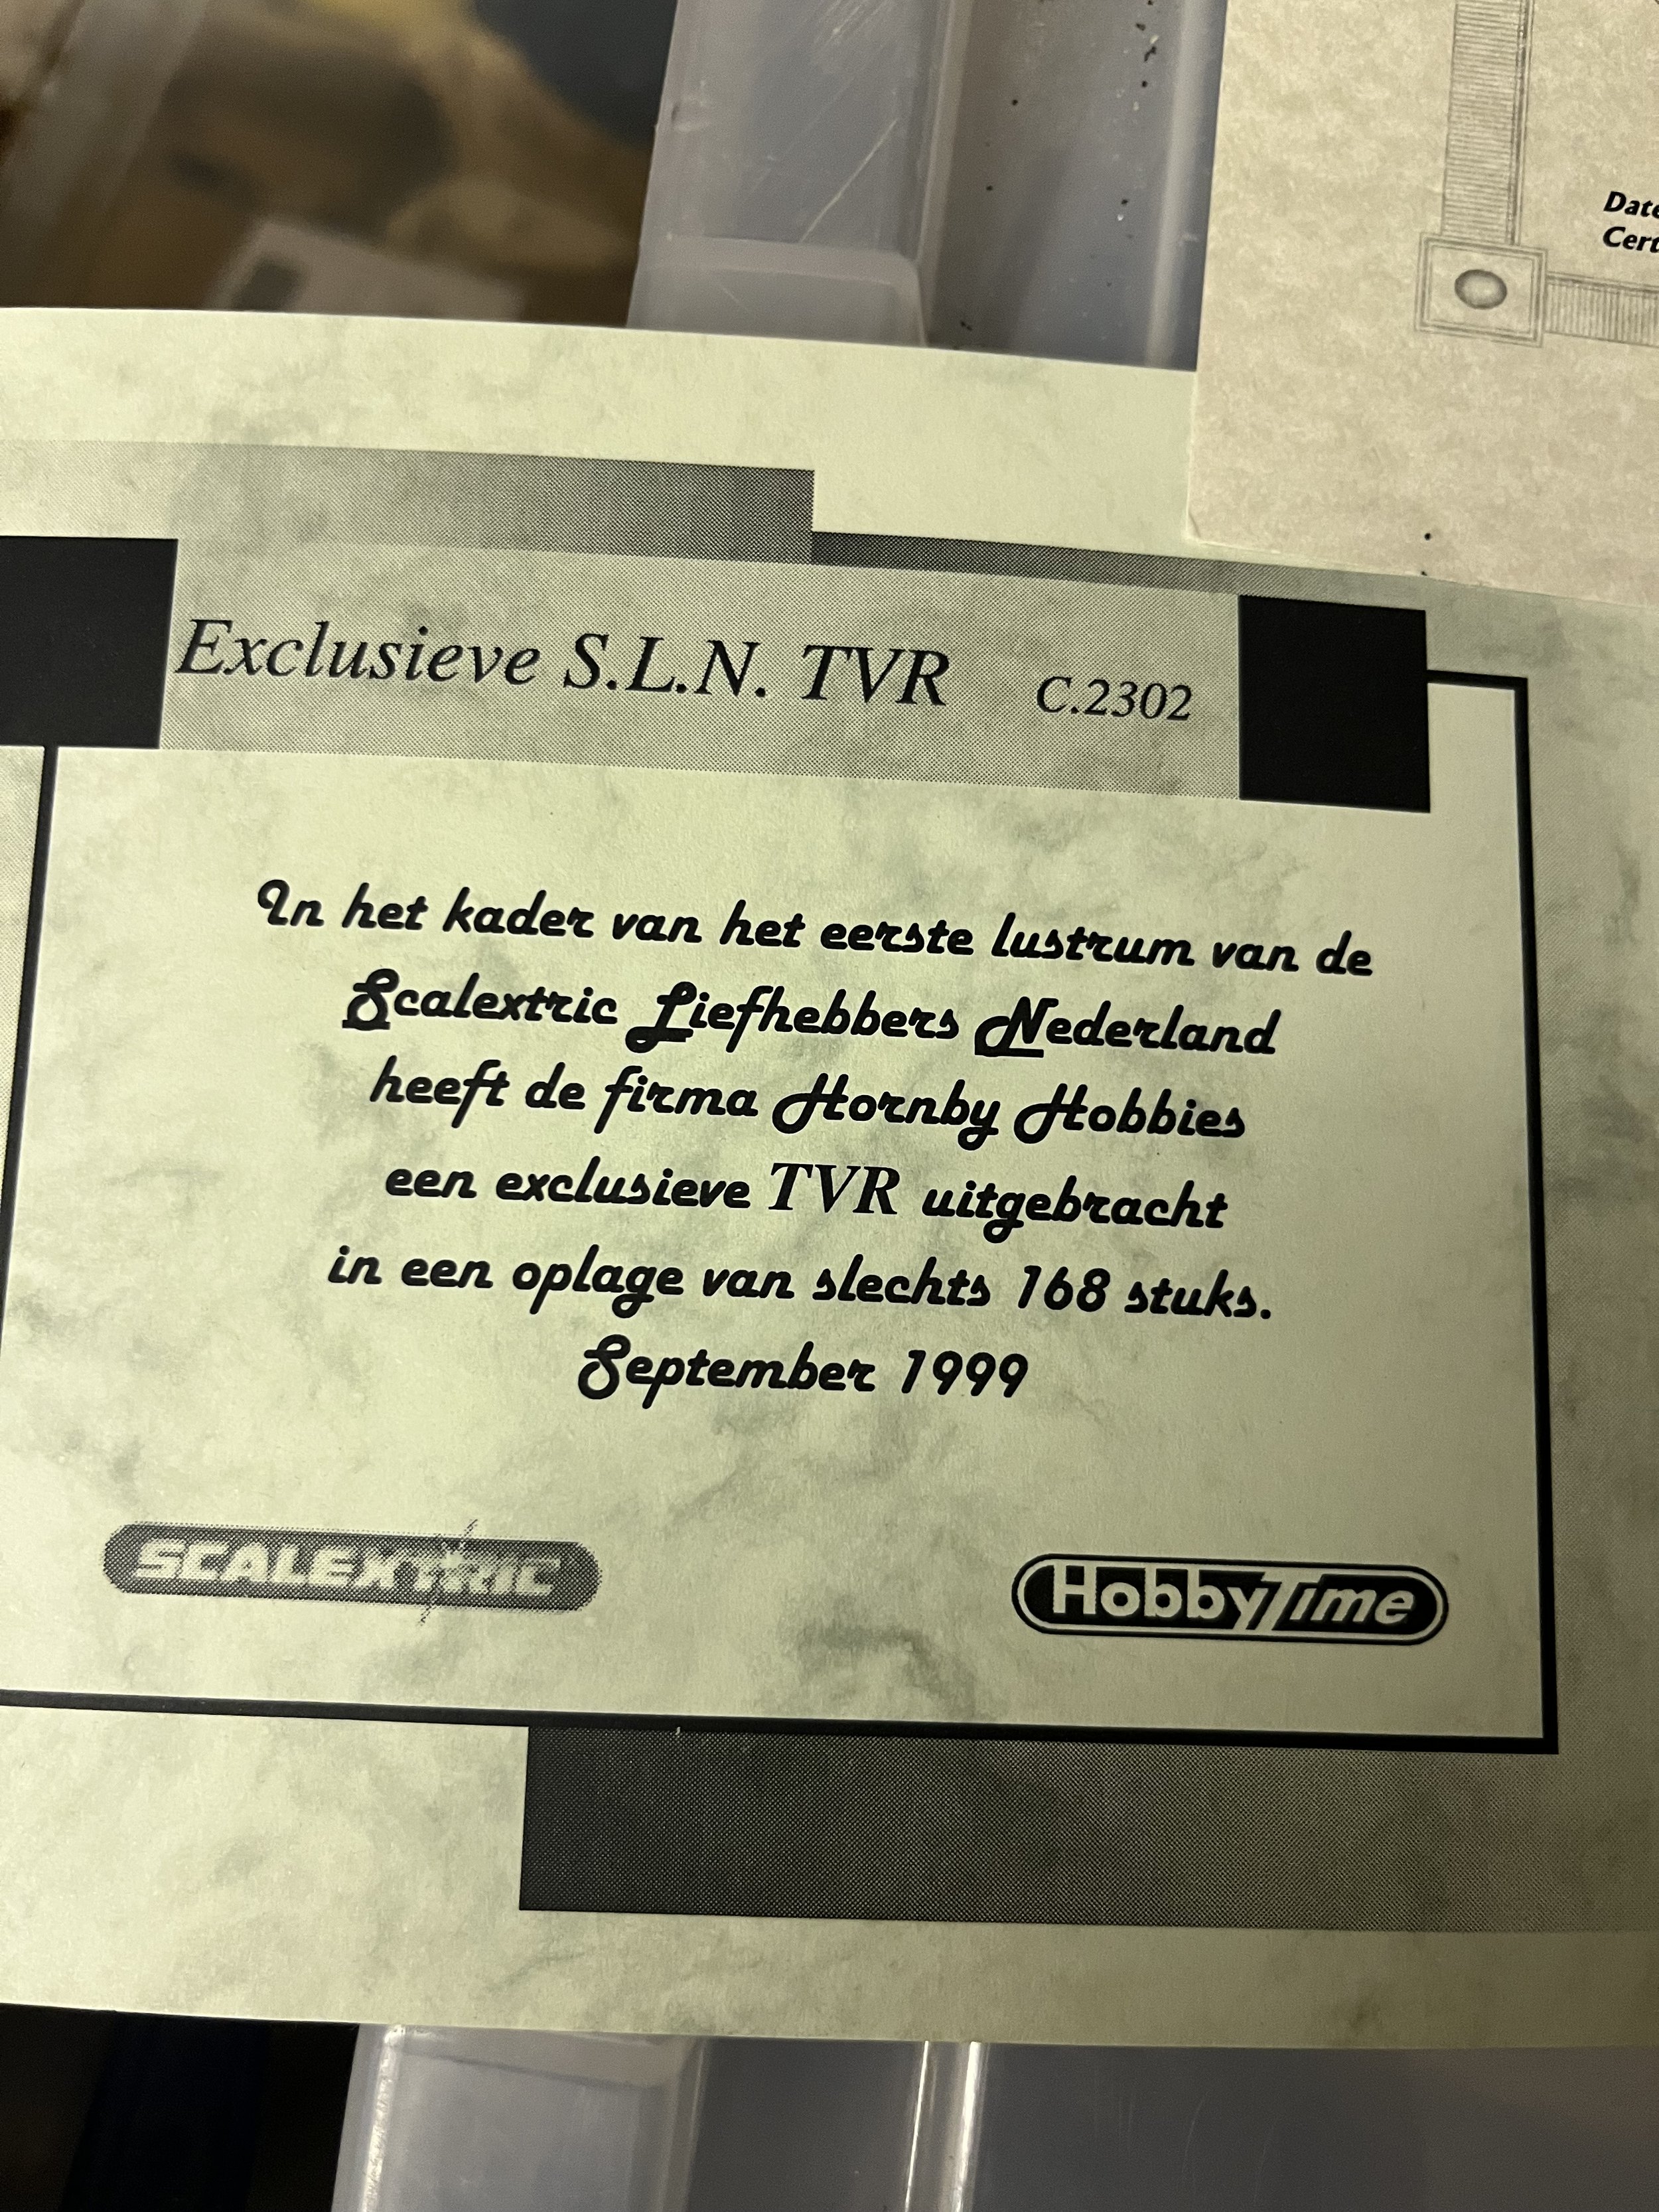 Date
Cert
Exclusieve S.L.N. TVR C.2302
In het kader van het eerste lustrum van de
Scalextric Liefhebbers Nederland
heeft de firma Hornby Hobbies
een exclusieve TVR uitgebracht
in een oplage van slechts 168 stuks.
September 1999
SCALEXTRIC
HobbyTime